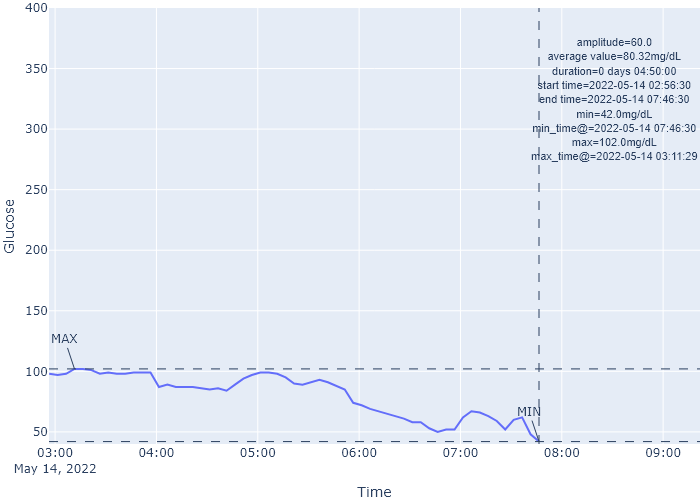 400
350
300
250
200
150
100
50
Glucose
amplitude=60.0
average value=80.32mg/dL
duration=0 days 04:50:00
start time=2022-05-14 02:56:30
end time=2022-05-14 07:46:30
min=42.0mg/dL
min_time@=2022-05-14 07:46:30
max=102.0mg/dL
max_time@=2022-05-14 03:11:29
MAX
MIN
03:00 04:00 05:00 06:00 07:00 08:00 09:00
May 14, 2022
Time